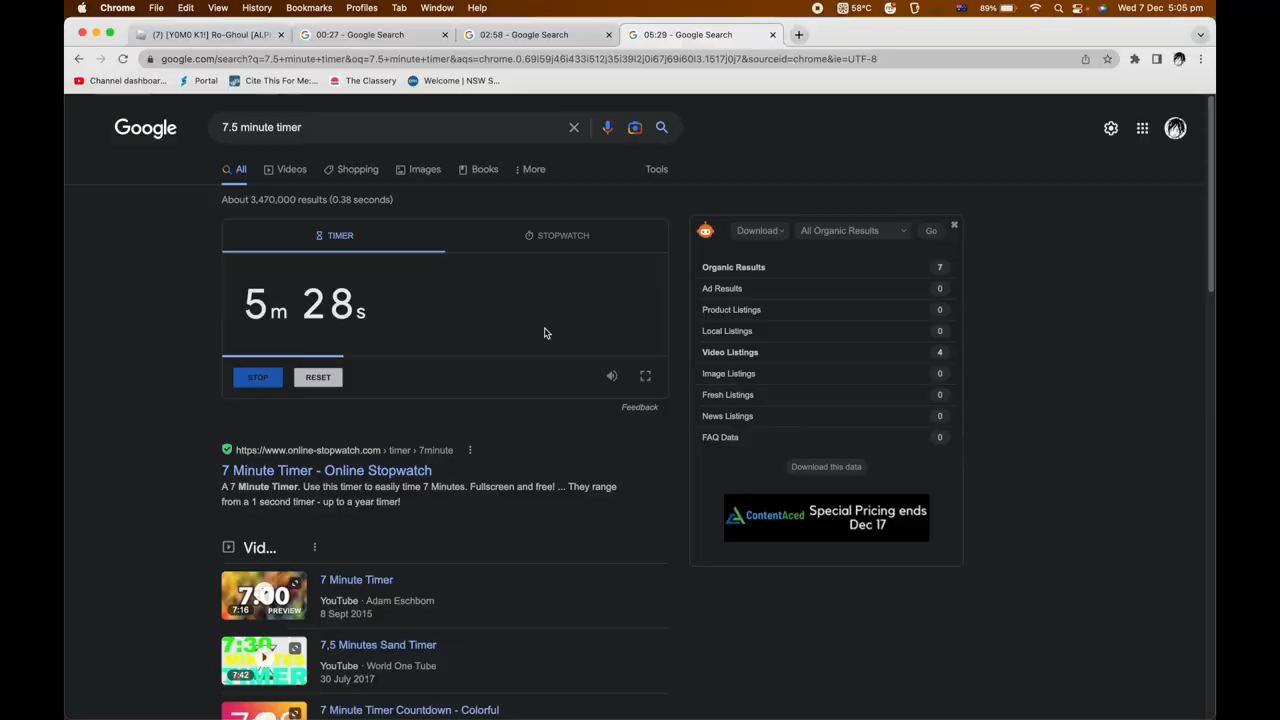 Chrome File Edit View History Bookmarks Profiles Tab Window Help 58°C 89% Wed 7 Dec 5:05 pm
(7) [Y0M0 K1!] Ro-Ghoul [ALP 00:27 - Google Search 02:58 - Google Search 05:29 - Google Search
google.com/search?q=7.5+minute+timer&oq=7.5+minute+timer&aqs=chrome.0.69i59j46i433i512j35i39l2j0i67j69i60l3.1517j0j7&sourceid=chrome&ie=UTF-8
Channel dashboar... Portal Cite This For Me:... The Classery Welcome | NSW S...
Google 7.5 minute timer
All Videos Shopping Images Books More Tools
About 3,470,000 results (0.38 seconds)
TIMER STOPWATCH
5m 28s
STOP RESET
Feedback
https://www.online-stopwatch.com › timer › 7minute
7 Minute Timer - Online Stopwatch
A 7 Minute Timer. Use this timer to easily time 7 Minutes. Fullscreen and free! ... They range
from a 1 second timer - up to a year timer!
Vid...
7:00
7:16 PREVIEW
7 Minute Timer
YouTube · Adam Eschborn
8 Sept 2015
7:30
MINUTES
TIMER
7:42
7,5 Minutes Sand Timer
YouTube · World One Tube
30 July 2017
7 Minute Timer Countdown - Colorful
Download All Organic Results Go
Organic Results 7
Ad Results 0
Product Listings 0
Local Listings 0
Video Listings 4
Image Listings 0
Fresh Listings 0
News Listings 0
FAQ Data 0
Download this data
ContentAced Special Pricing ends
Dec 17